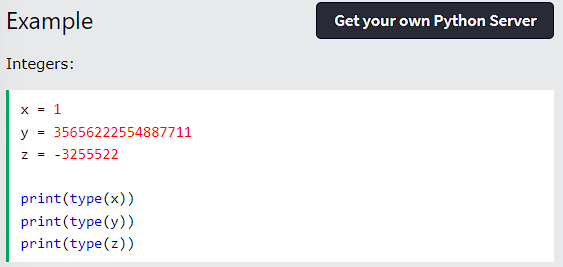 Example
Get your own Python Server
Integers:
x = 1
y = 35656222554887711
z = -3255522
print(type(x))
print(type(y))
print(type(z))